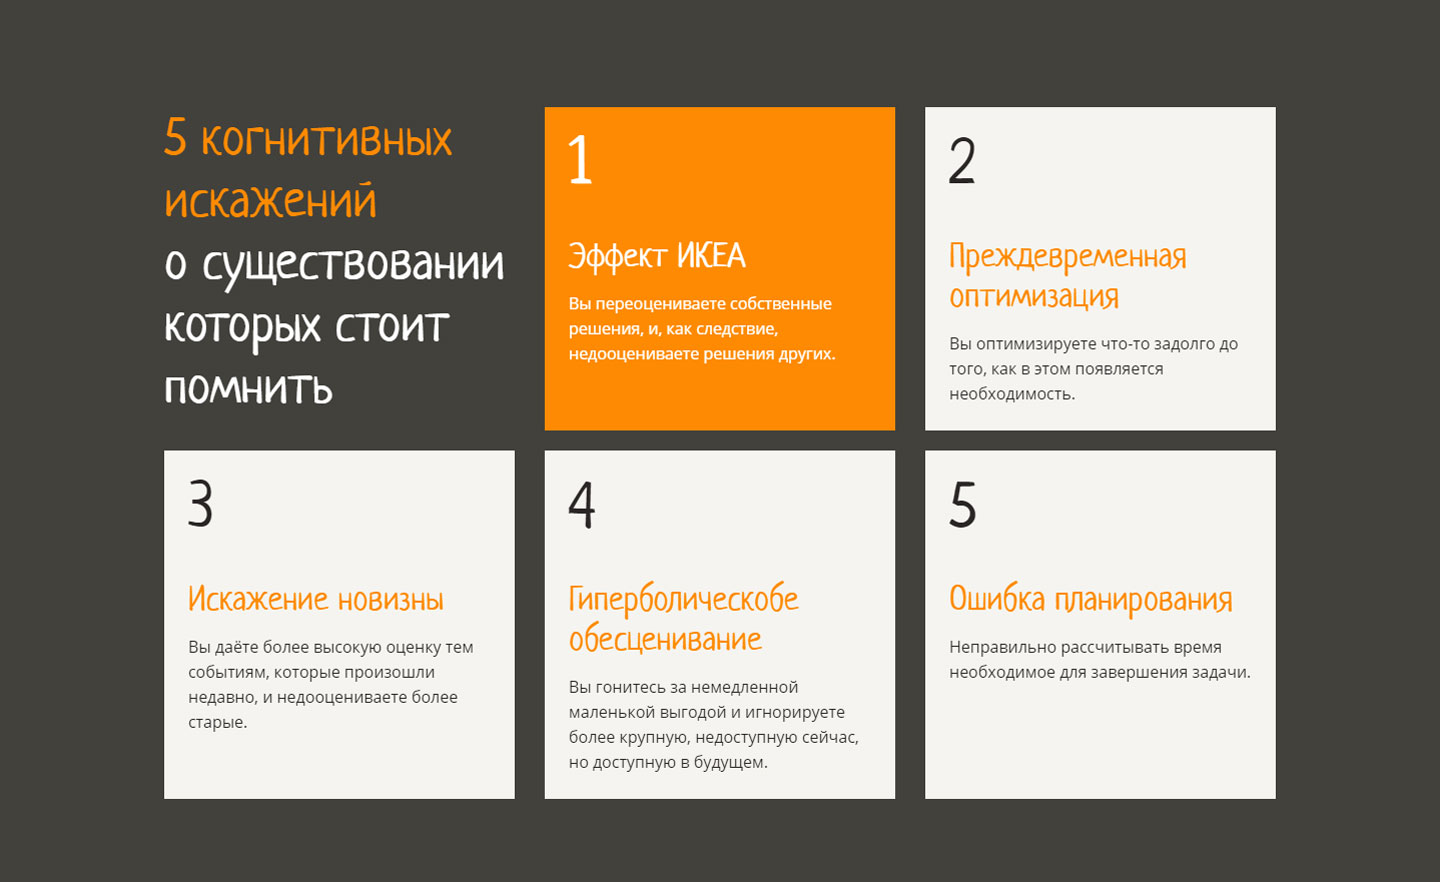 5 когнитивных
искажений
о существовании
которых стоит
помнить
1
Эффект ИКЕА
Вы переоцениваете собственные
решения, и, как следствие,
недооцениваете решения других.
2
Преждевременная
оптимизация
Вы оптимизируете что-то задолго до
того, как в этом появляется
необходимость.
3
Искажение новизны
Вы даёте более высокую оценку тем
событиям, которые произошли
недавно, и недооцениваете более
старые.
4
Гиперболическобе
обесценивание
Вы гонитесь за немедленной
маленькой выгодой и игнорируете
более крупную, недоступную сейчас,
но доступную в будущем.
5
Ошибка планирования
Неправильно рассчитывать время
необходимое для завершения задачи.